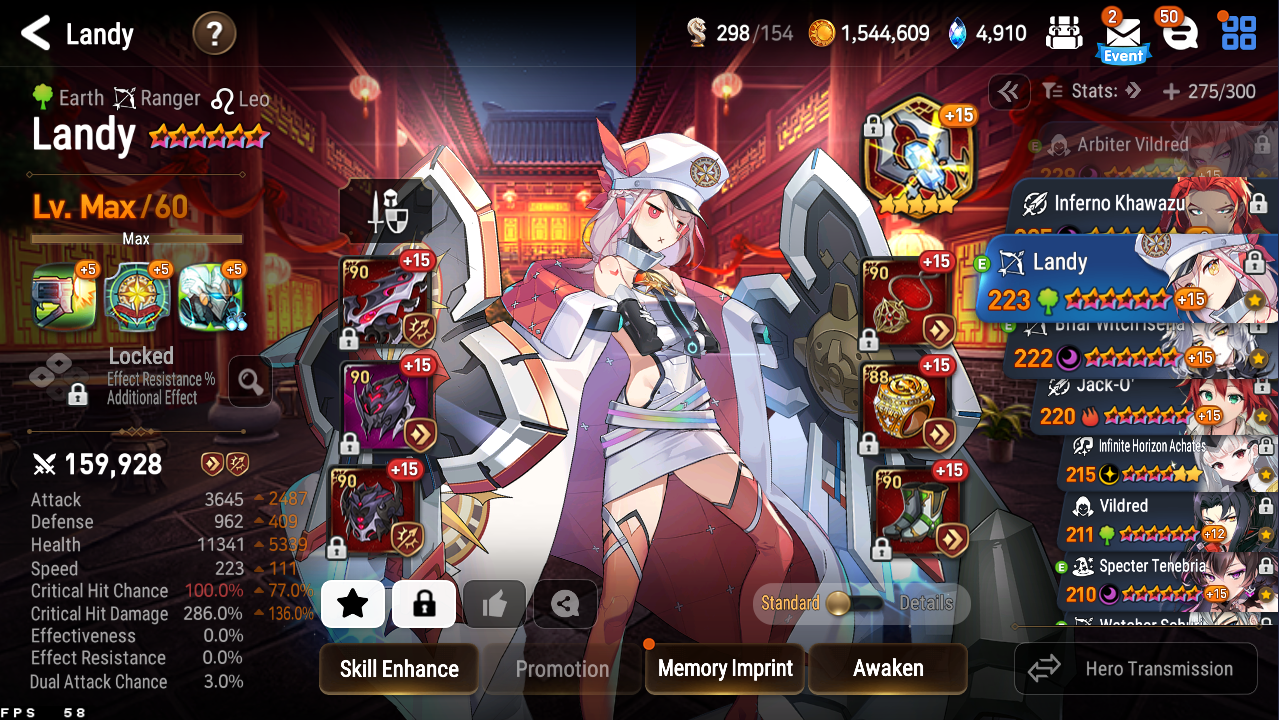 Landy
?
298/154
1,544,609
4,910
2
Event
50
Earth
Ranger
Leo
Landy
Lv. Max/60
Max
+5
+5
+5
Locked
Effect Resistance %
Additional Effect
159,928
Attack 3645 2487
Defense 962 409
Health 11341 5339
Speed 223 111
Critical Hit Chance 100.0% 77.0%
Critical Hit Damage 286.0% 136.0%
Effectiveness 0.0%
Effect Resistance 0.0%
Dual Attack Chance 3.0%
FPS 58
90 +15
90 +15
90 +15
+15
90 +15
88 +15
90 +15
Standard
Details
Skill Enhance
Promotion
Memory Imprint
Awaken
Stats:
275/300
E Arbiter Vildred
Inferno Khawazu
E Landy
223 +15
E
222 +15
Jack-O'
220 +15
Infinite Horizon Achates
215
Vildred
211 +12
E Specter Tenebria
210 +15
Hero Transmission